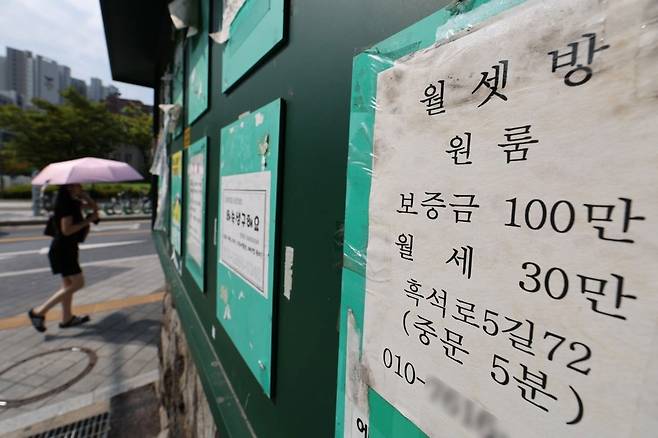 월 셋 방
원 룸
보증금 100만
월 세 30만
흑석로5길72
(중문 5분)
010-